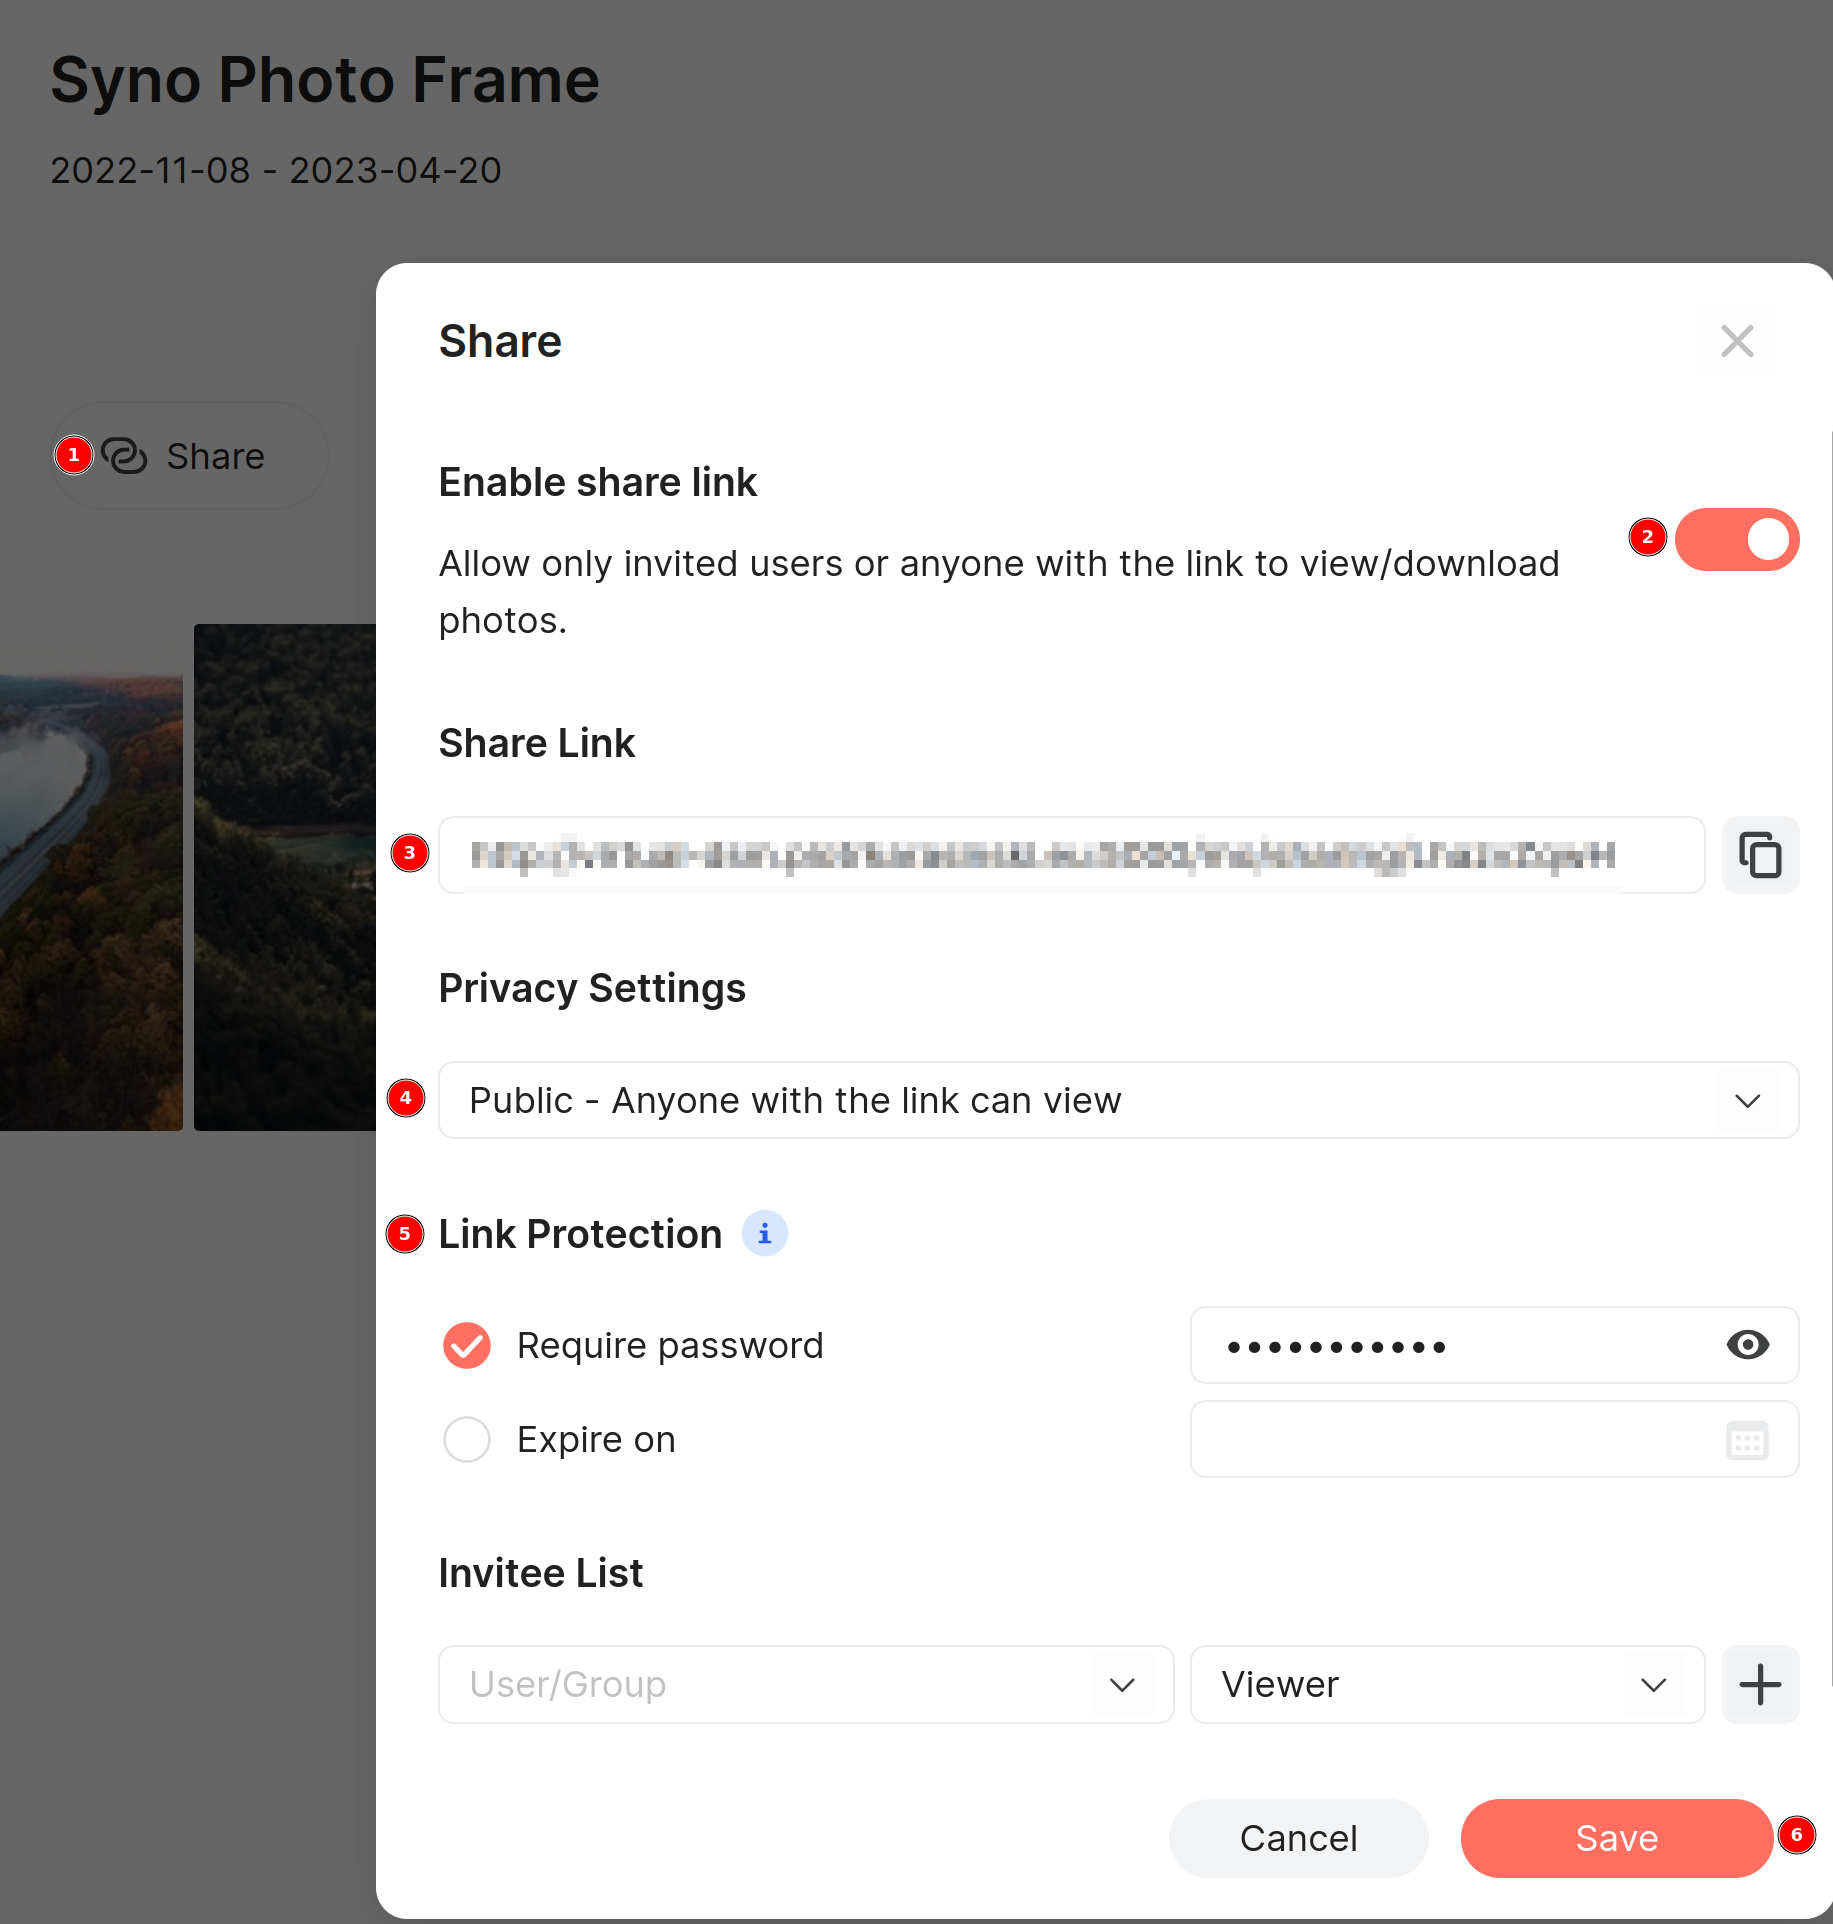 Syno Photo Frame
2022-11-08 - 2023-04-20
1 Share
Share
Enable share link
Allow only invited users or anyone with the link to view/download
photos.
2
Share Link
3
Privacy Settings
4 Public - Anyone with the link can view
5 Link Protection i
Require password
Expire on
Invitee List
User/Group Viewer
Cancel Save 6